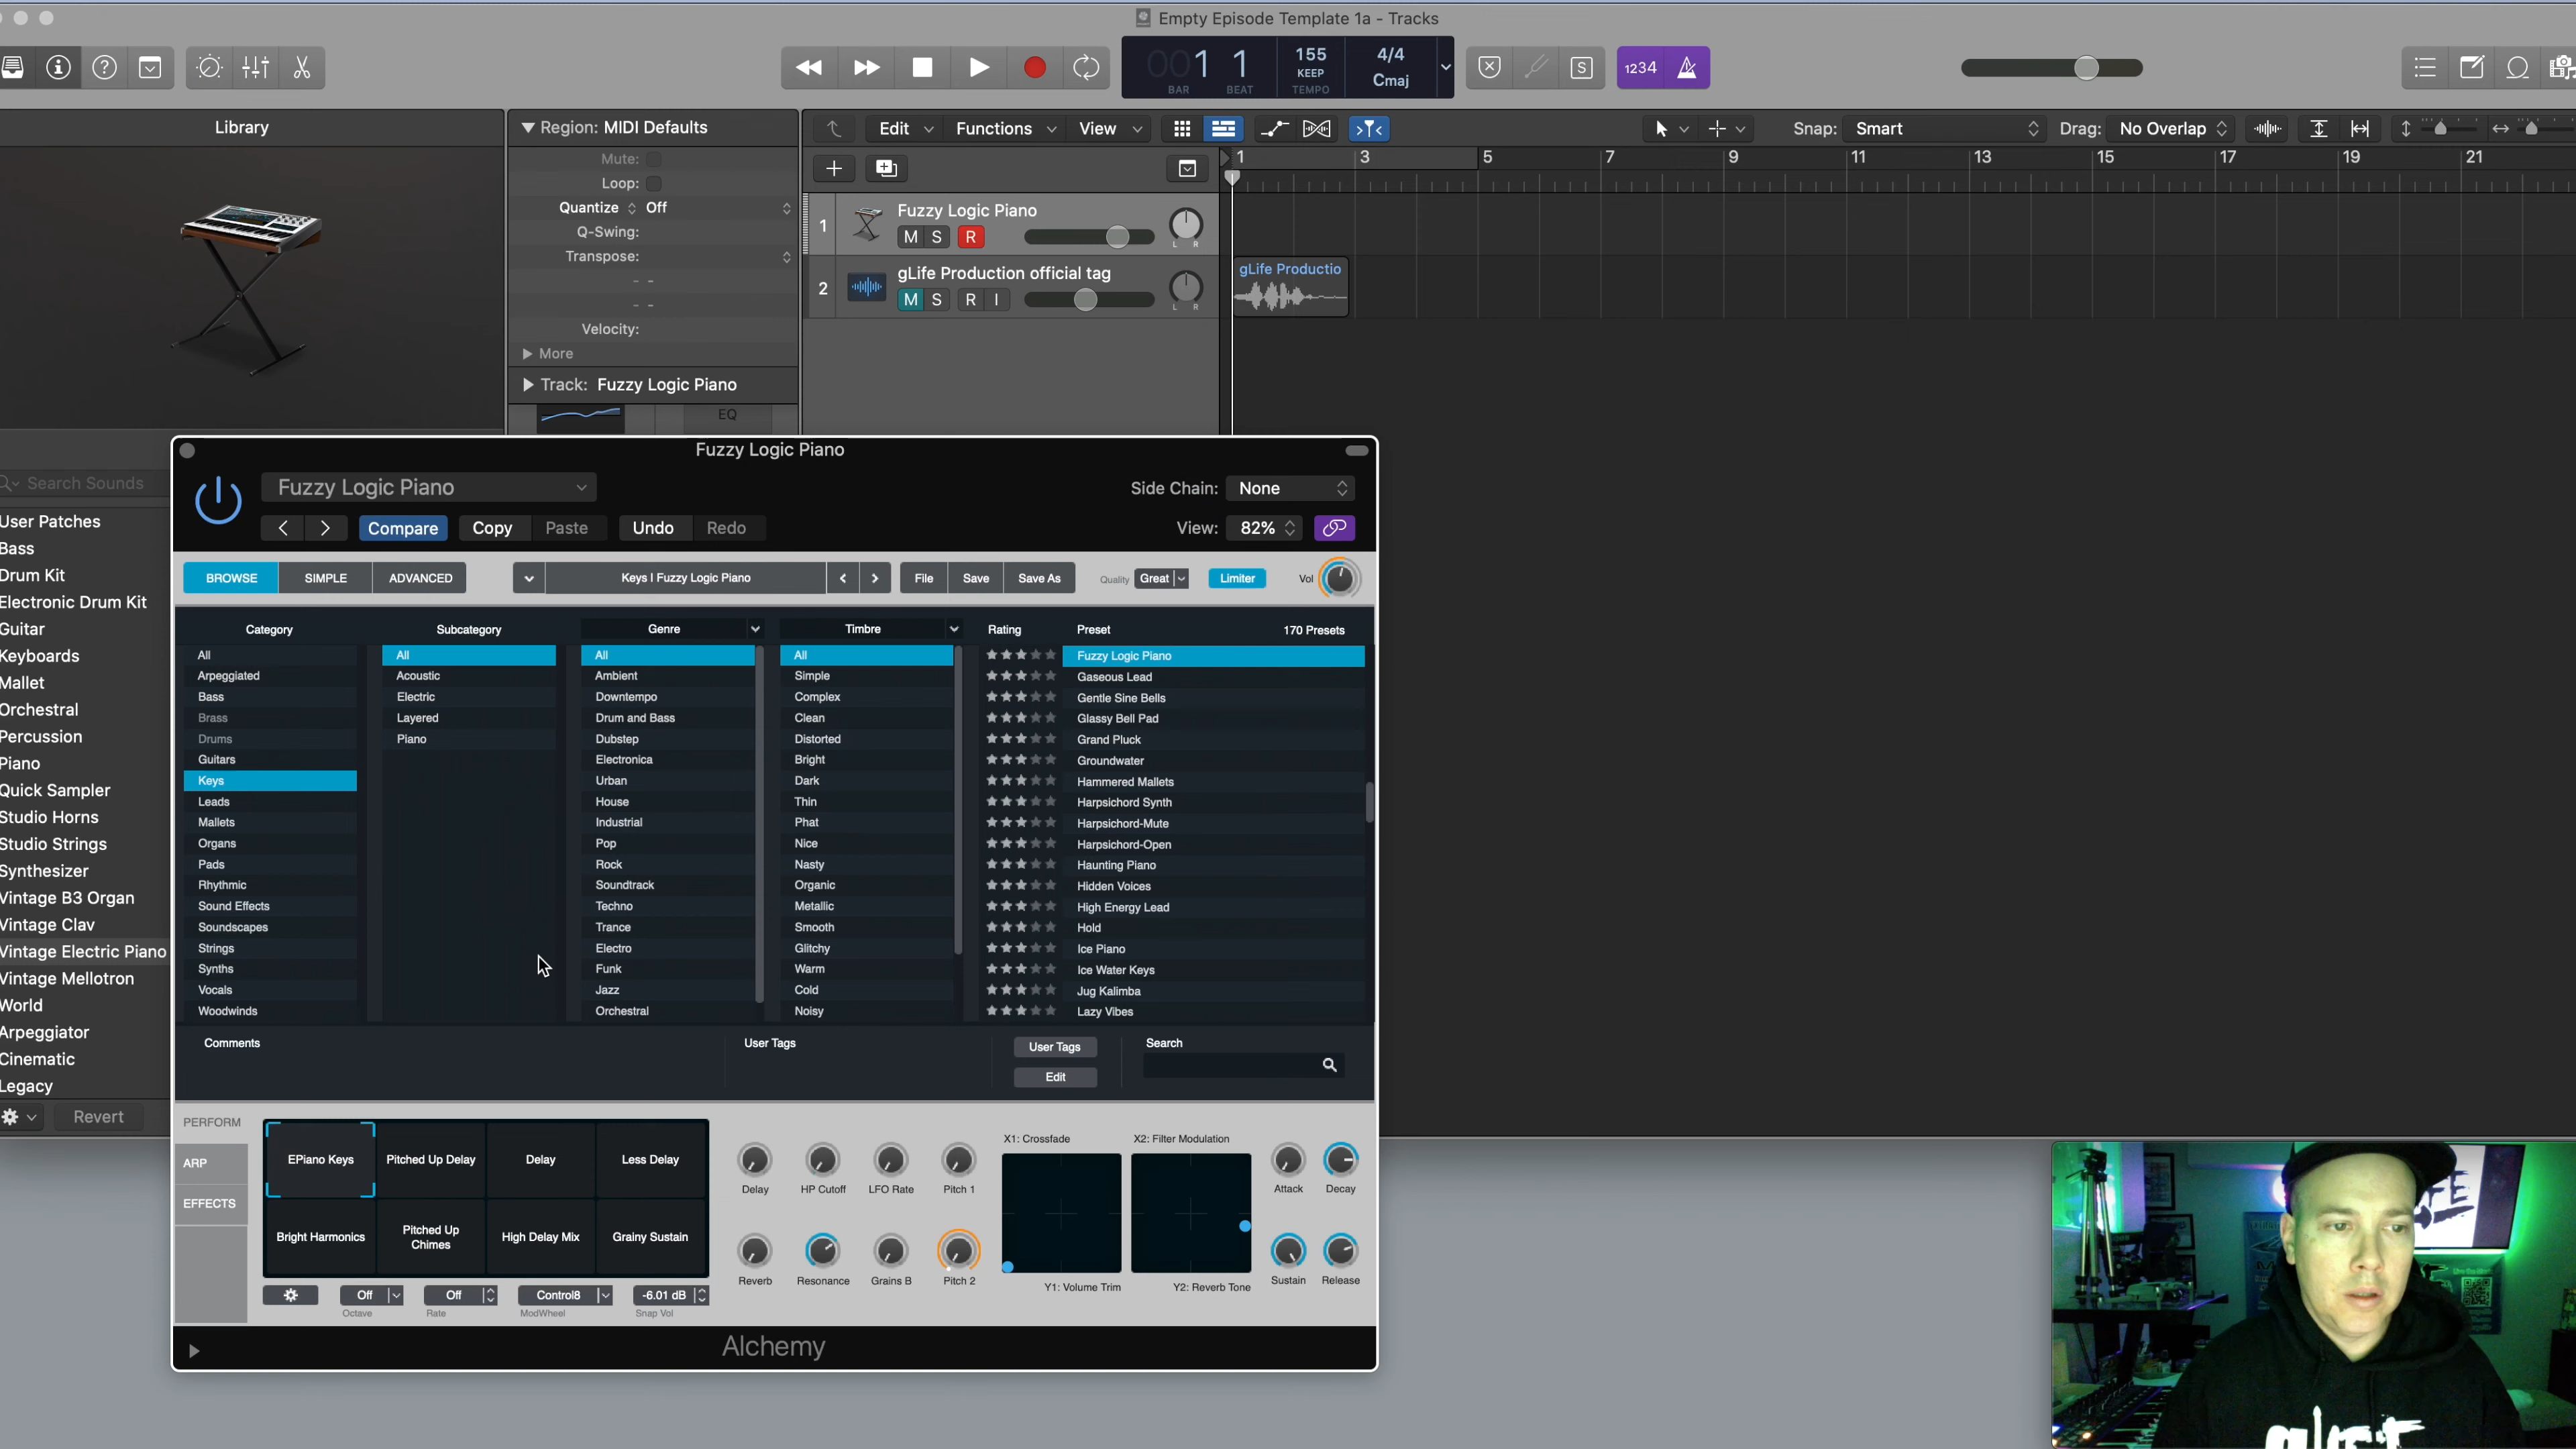 Empty Episode Template 1a - Tracks
001 1 155 4/4
KEEP Cmaj
BAR BEAT TEMPO
S 1234
Library
Region: MIDI Defaults
Mute:
Loop:
Quantize Off
Q-Swing:
Transpose:
- -
- -
Velocity:
More
Track: Fuzzy Logic Piano
EQ
Edit Functions View Snap: Smart Drag: No Overlap
1 3 5 7 9 11 13 15 17 19 21
1 Fuzzy Logic Piano
M S R L R
2 gLife Production official tag
M S R I L R
gLife Productio
Search Sounds
User Patches
Bass
Drum Kit
Electronic Drum Kit
Guitar
Keyboards
Mallet
Orchestral
Percussion
Piano
Quick Sampler
Studio Horns
Studio Strings
Synthesizer
Vintage B3 Organ
Vintage Clav
Vintage Electric Piano
Vintage Mellotron
World
Arpeggiator
Cinematic
Legacy
Revert
Fuzzy Logic Piano
Fuzzy Logic Piano Side Chain: None
Compare Copy Paste Undo Redo View: 82%
BROWSE SIMPLE ADVANCED Keys | Fuzzy Logic Piano File Save Save As Quality Great Limiter Vol
Category Subcategory Genre Timbre Rating Preset 170 Presets
All All All All Fuzzy Logic Piano
Arpeggiated Acoustic Ambient Simple Gaseous Lead
Bass Electric Downtempo Complex Gentle Sine Bells
Brass Layered Drum and Bass Clean Glassy Bell Pad
Drums Piano Dubstep Distorted Grand Pluck
Guitars Electronica Bright Groundwater
Keys Urban Dark Hammered Mallets
Leads House Thin Harpsichord Synth
Mallets Industrial Phat Harpsichord-Mute
Organs Pop Nice Harpsichord-Open
Pads Rock Nasty Haunting Piano
Rhythmic Soundtrack Organic Hidden Voices
Sound Effects Techno Metallic High Energy Lead
Soundscapes Trance Smooth Hold
Strings Electro Glitchy Ice Piano
Synths Funk Warm Ice Water Keys
Vocals Jazz Cold Jug Kalimba
Woodwinds Orchestral Noisy Lazy Vibes
Comments User Tags User Tags Search
Edit
PERFORM
ARP
EFFECTS
EPiano Keys Pitched Up Delay Delay Less Delay
Bright Harmonics Pitched Up Chimes High Delay Mix Grainy Sustain
Off Off Control8 -6.01 dB
Octave Rate ModWheel Snap Vol
Delay HP Cutoff LFO Rate Pitch 1
Reverb Resonance Grains B Pitch 2
X1: Crossfade X2: Filter Modulation
Y1: Volume Trim Y2: Reverb Tone
Attack Decay
Sustain Release
Alchemy